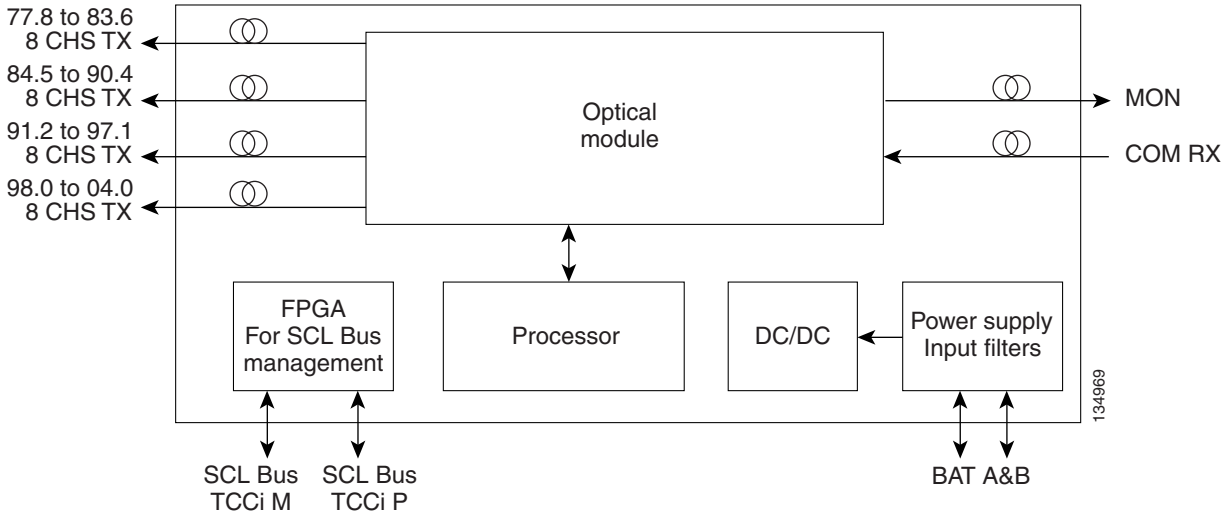 77.8 to 83.6
8 CHS TX
84.5 to 90.4
8 CHS TX
91.2 to 97.1
8 CHS TX
98.0 to 04.0
8 CHS TX
Optical
module
MON
COM RX
FPGA
For SCL Bus
management
Processor
DC/DC
Power supply
Input filters
134969
SCL Bus
TCCi M
SCL Bus
TCCi P
BAT A&B